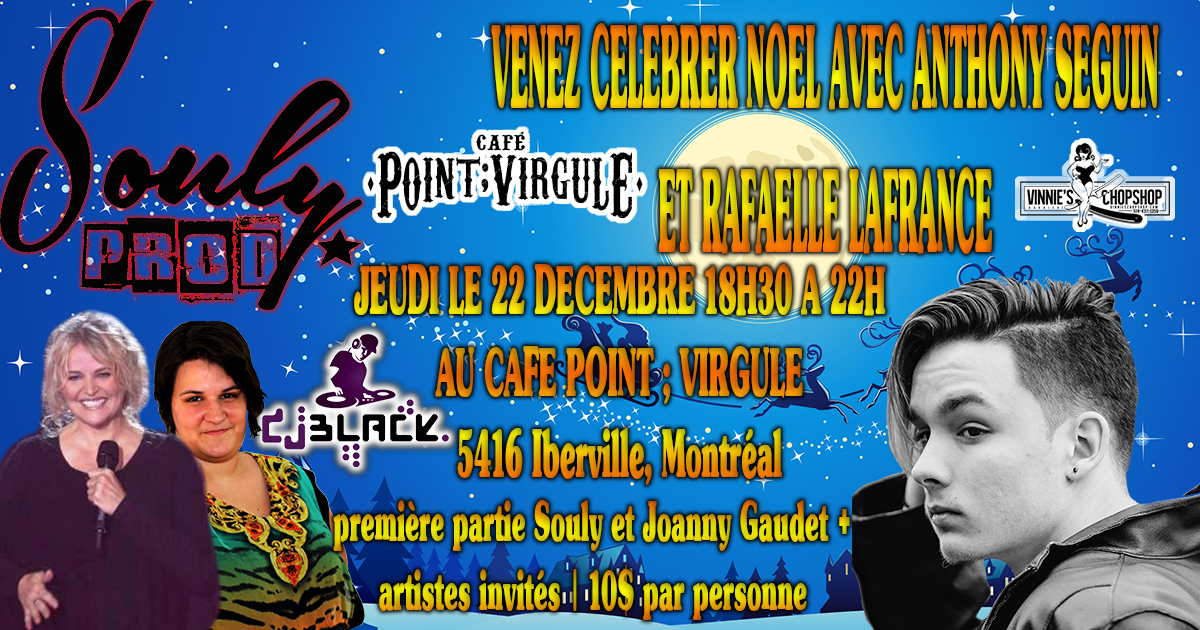 VENEZ CELEBRER NOEL AVEC ANTHONY SEGUIN
Souly
PROD
CAFÉ
POINT;VIRGULE
ET RAFAELLE LAFRANCE
VINNIE'S CHOPSHOP
JEUDI LE 22 DECEMBRE 18H30 A 22H
AU CAFE POINT ; VIRGULE
CJBLACK.
5416 Iberville, Montréal
première partie Souly et Joanny Gaudet +
artistes invités | 10$ par personne